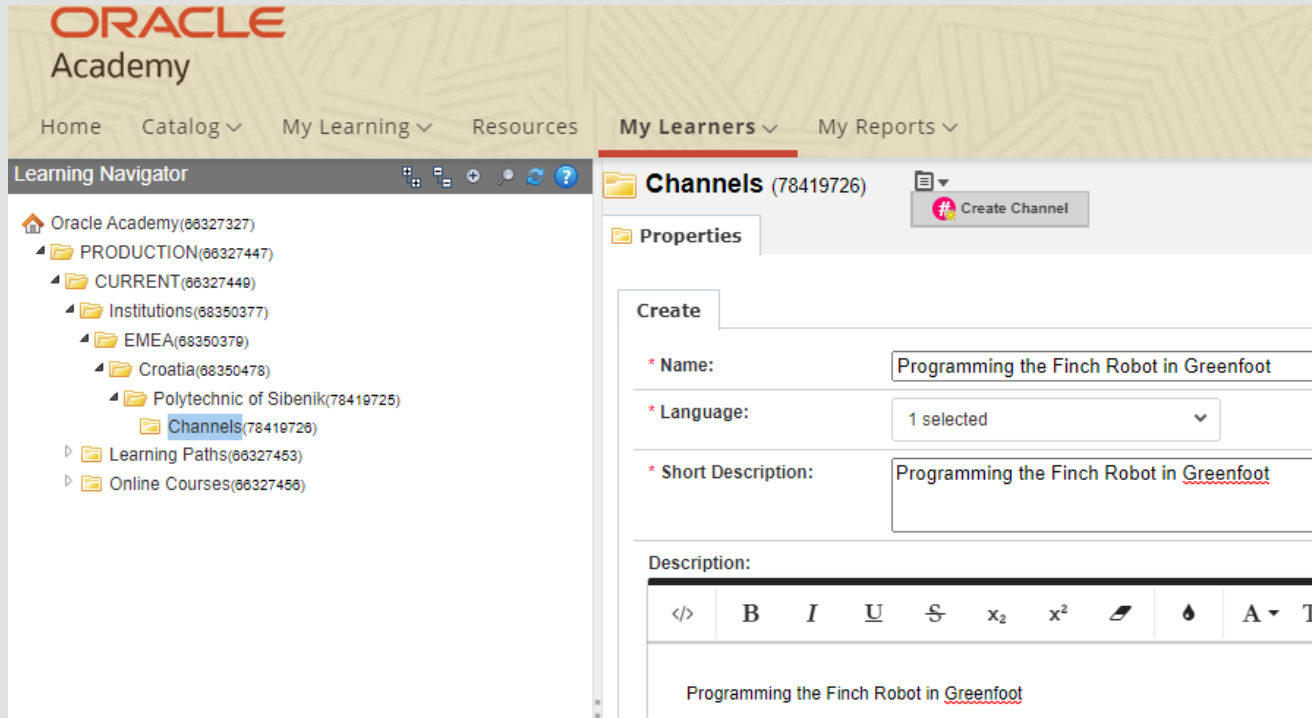 ORACLE
Academy
Home Catalog My Learning Resources My Learners My Reports
Learning Navigator
Channels (78419726)
Create Channel
Properties
Oracle Academy(66327327)
PRODUCTION(66327447)
CURRENT(66327449)
Institutions(68350377)
EMEA(68350379)
Croatia(68350478)
Polytechnic of Sibenik(78419725)
Channels(78419726)
Learning Paths(66327453)
Online Courses(66327456)
Create
* Name: Programming the Finch Robot in Greenfoot
* Language: 1 selected
* Short Description: Programming the Finch Robot in Greenfoot
Description:
</> B I U S x₂ x² A
Programming the Finch Robot in Greenfoot